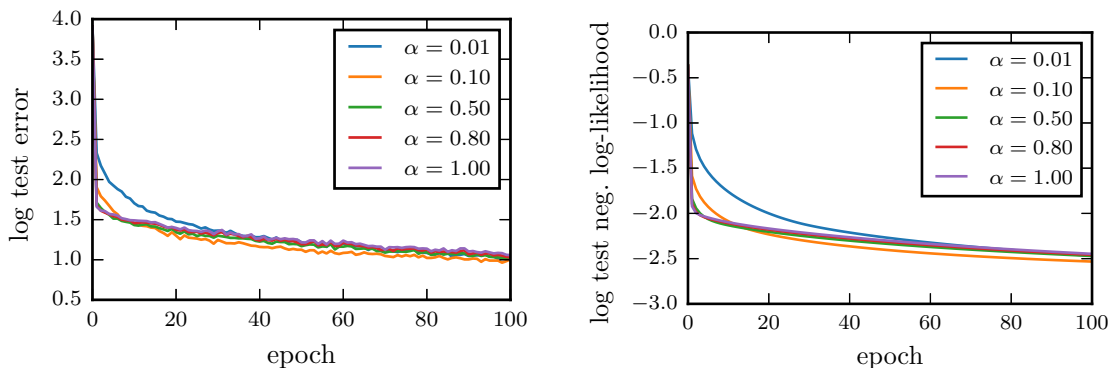 log test error
4.0
3.5
3.0
2.5
2.0
1.5
1.0
0.5
0
20
40
60
80
100
epoch
α = 0.01
α = 0.10
α = 0.50
α = 0.80
α = 1.00
log test neg. log-likelihood
0.0
−0.5
−1.0
−1.5
−2.0
−2.5
−3.0
0
20
40
60
80
100
epoch
α = 0.01
α = 0.10
α = 0.50
α = 0.80
α = 1.00